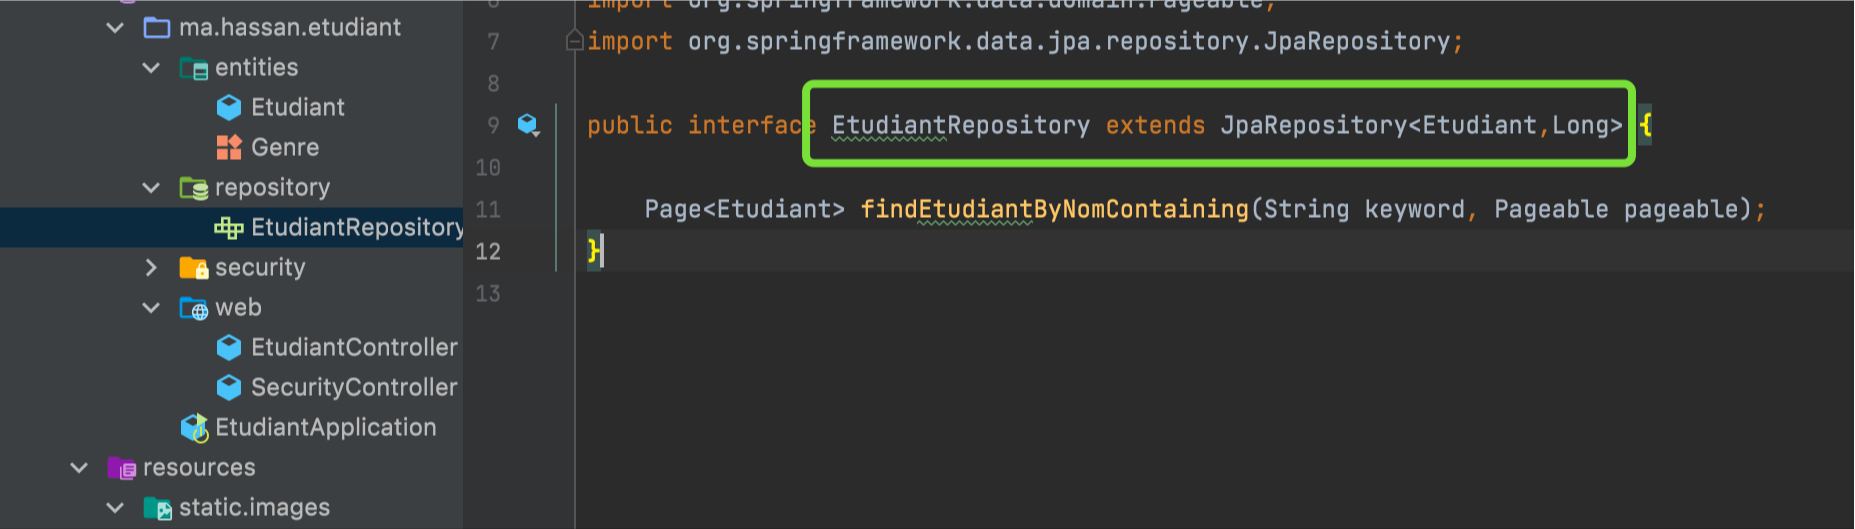 ma.hassan.etudiant
entities
Etudiant
Genre
repository
EtudiantRepository
security
web
EtudiantController
SecurityController
EtudiantApplication
resources
static.images
import org.springframework.data.domain.Pageable;
7 import org.springframework.data.jpa.repository.JpaRepository;
8
9 public interface EtudiantRepository extends JpaRepository<Etudiant,Long> {
10
11 Page<Etudiant> findEtudiantByNomContaining(String keyword, Pageable pageable);
12 }
13